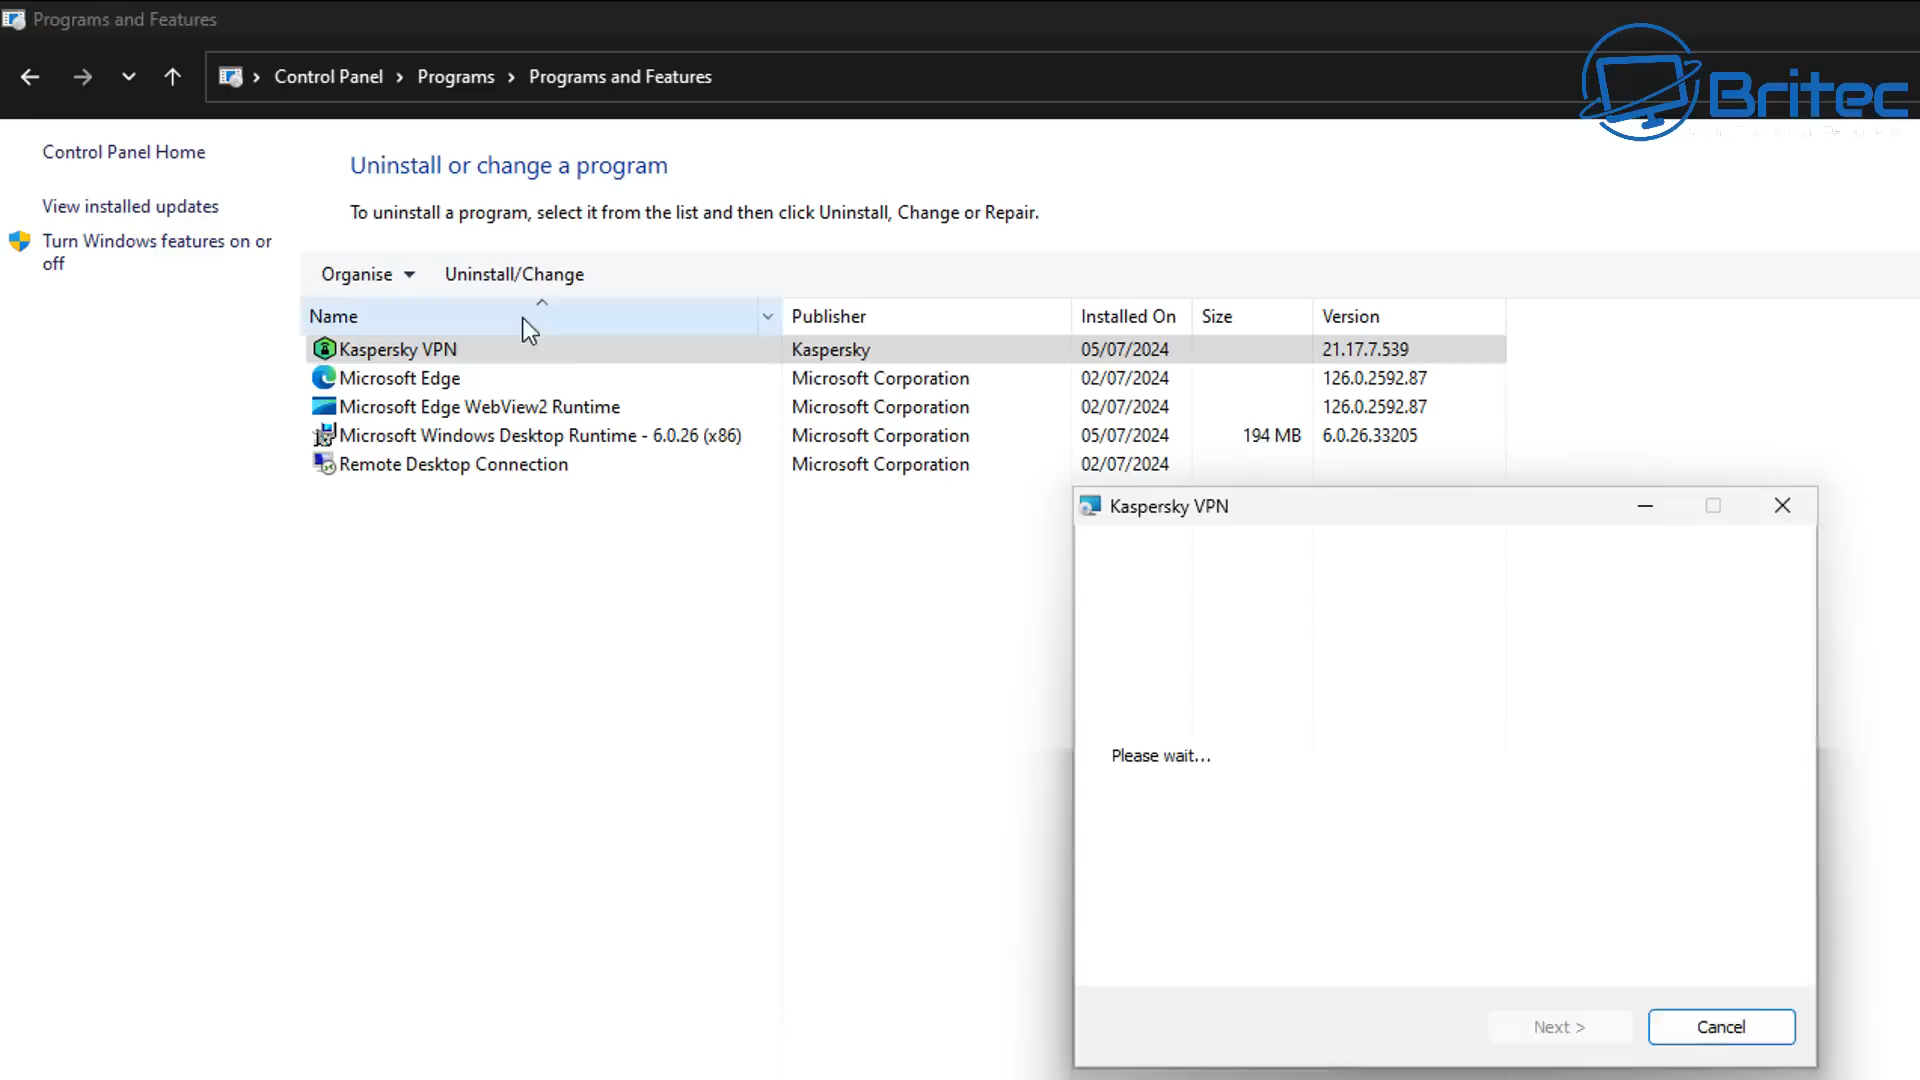 Programs and Features
Control Panel > Programs > Programs and Features
Britec
Control Panel Home
View installed updates
Turn Windows features on or
off
Uninstall or change a program
To uninstall a program, select it from the list and then click Uninstall, Change or Repair.
Organise Uninstall/Change
Name Publisher Installed On Size Version
Kaspersky VPN Kaspersky 05/07/2024 21.17.7.539
Microsoft Edge Microsoft Corporation 02/07/2024 126.0.2592.87
Microsoft Edge WebView2 Runtime Microsoft Corporation 02/07/2024 126.0.2592.87
Microsoft Windows Desktop Runtime - 6.0.26 (x86) Microsoft Corporation 05/07/2024 194 MB 6.0.26.33205
Remote Desktop Connection Microsoft Corporation 02/07/2024
Kaspersky VPN
Please wait...
Next > Cancel